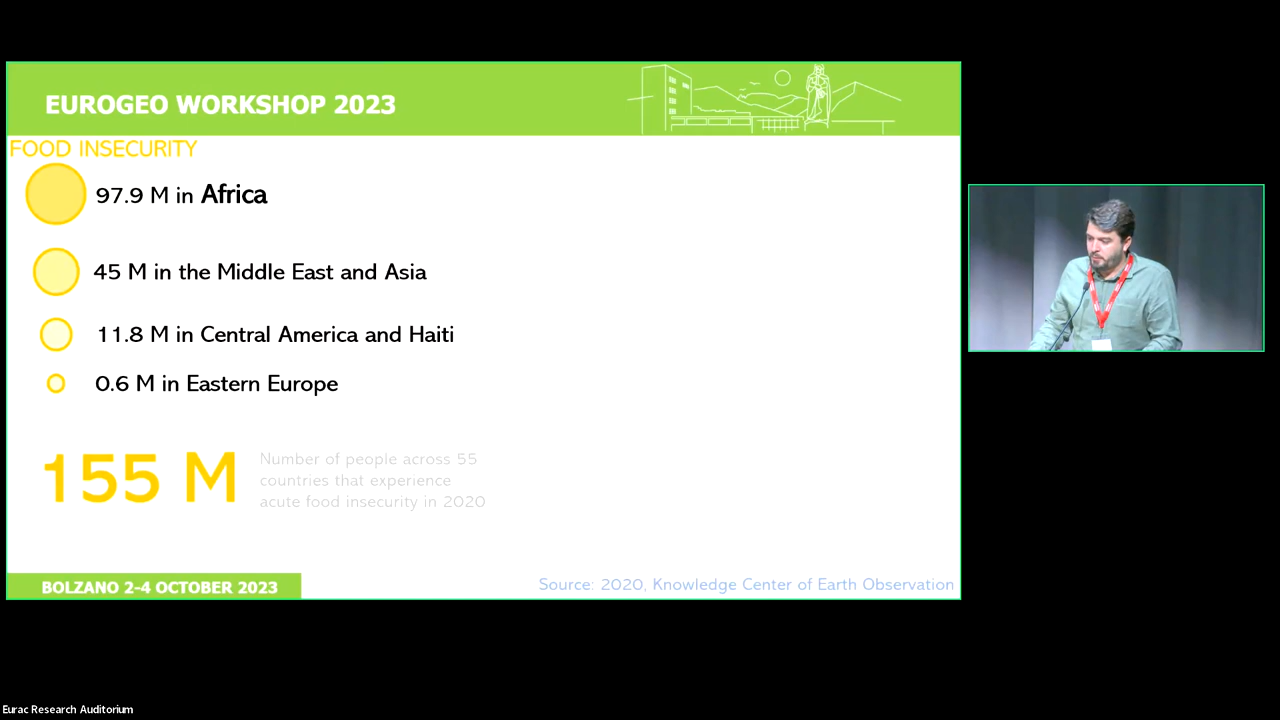 EUROGEO WORKSHOP 2023
FOOD INSECURITY
97.9 M in Africa
45 M in the Middle East and Asia
11.8 M in Central America and Haiti
0.6 M in Eastern Europe
155 M
Number of people across 55
countries that experience
acute food insecurity in 2020
BOLZANO 2-4 OCTOBER 2023
Source: 2020, Knowledge Center of Earth Observation
Eurac Research Auditorium